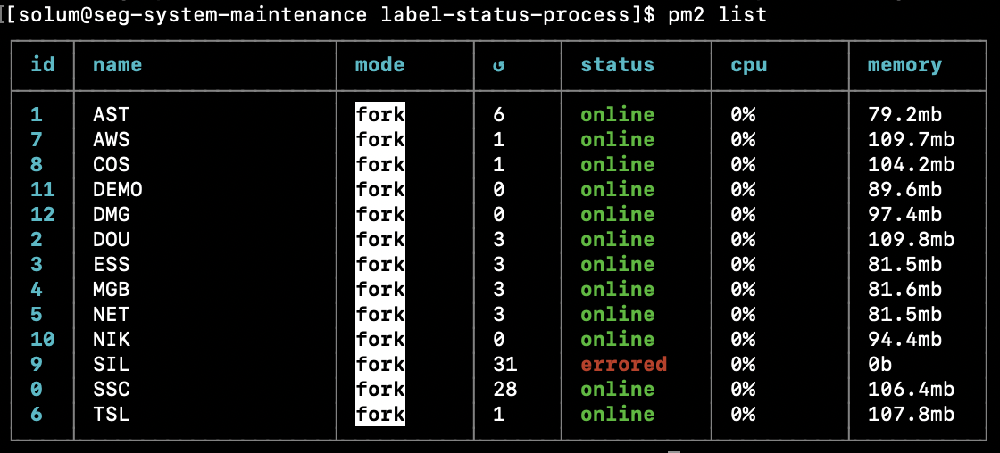 [[solum@seg-system-maintenance label-status-process]$ pm2 list
id name mode ↺ status cpu memory
1 AST fork 6 online 0% 79.2mb
7 AWS fork 1 online 0% 109.7mb
8 COS fork 1 online 0% 104.2mb
11 DEMO fork 0 online 0% 89.6mb
12 DMG fork 0 online 0% 97.4mb
2 DOU fork 3 online 0% 109.8mb
3 ESS fork 3 online 0% 81.5mb
4 MGB fork 3 online 0% 81.6mb
5 NET fork 3 online 0% 81.5mb
10 NIK fork 0 online 0% 94.4mb
9 SIL fork 31 errored 0% 0b
0 SSC fork 28 online 0% 106.4mb
6 TSL fork 1 online 0% 107.8mb